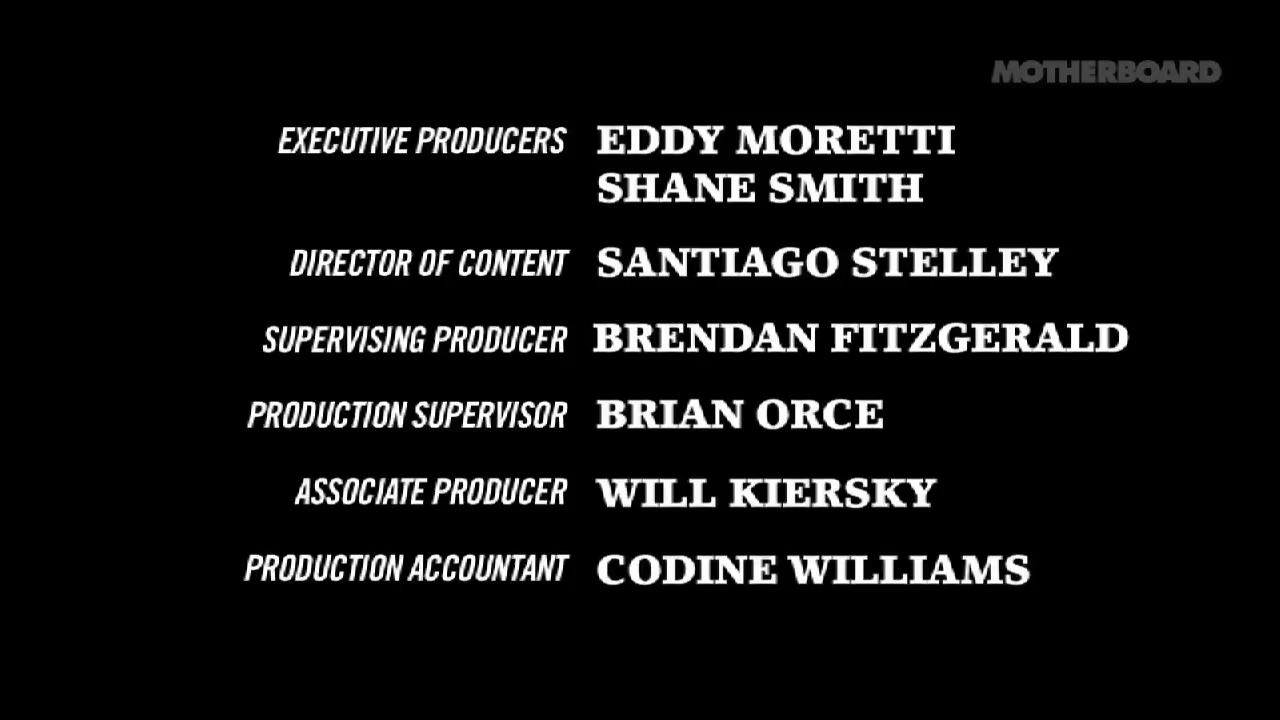 MOTHERBOARD
EXECUTIVE PRODUCERS EDDY MORETTI
SHANE SMITH
DIRECTOR OF CONTENT SANTIAGO STELLEY
SUPERVISING PRODUCER BRENDAN FITZGERALD
PRODUCTION SUPERVISOR BRIAN ORCE
ASSOCIATE PRODUCER WILL KIERSKY
PRODUCTION ACCOUNTANT CODINE WILLIAMS